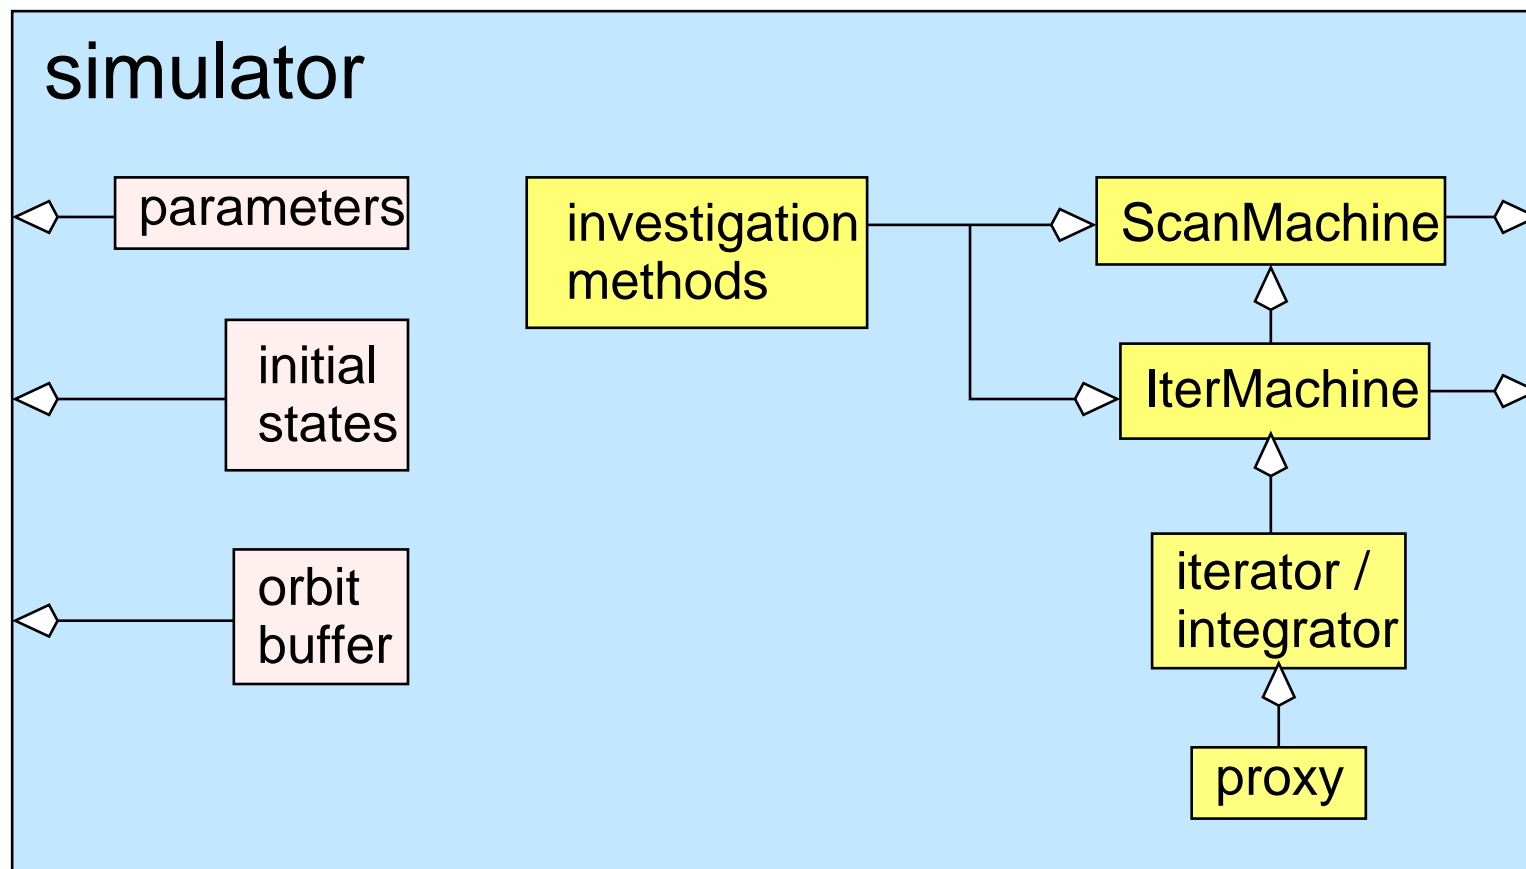 simulator
parameters
initial
states
orbit
buffer
investigation
methods
ScanMachine
IterMachine
iterator /
integrator
proxy